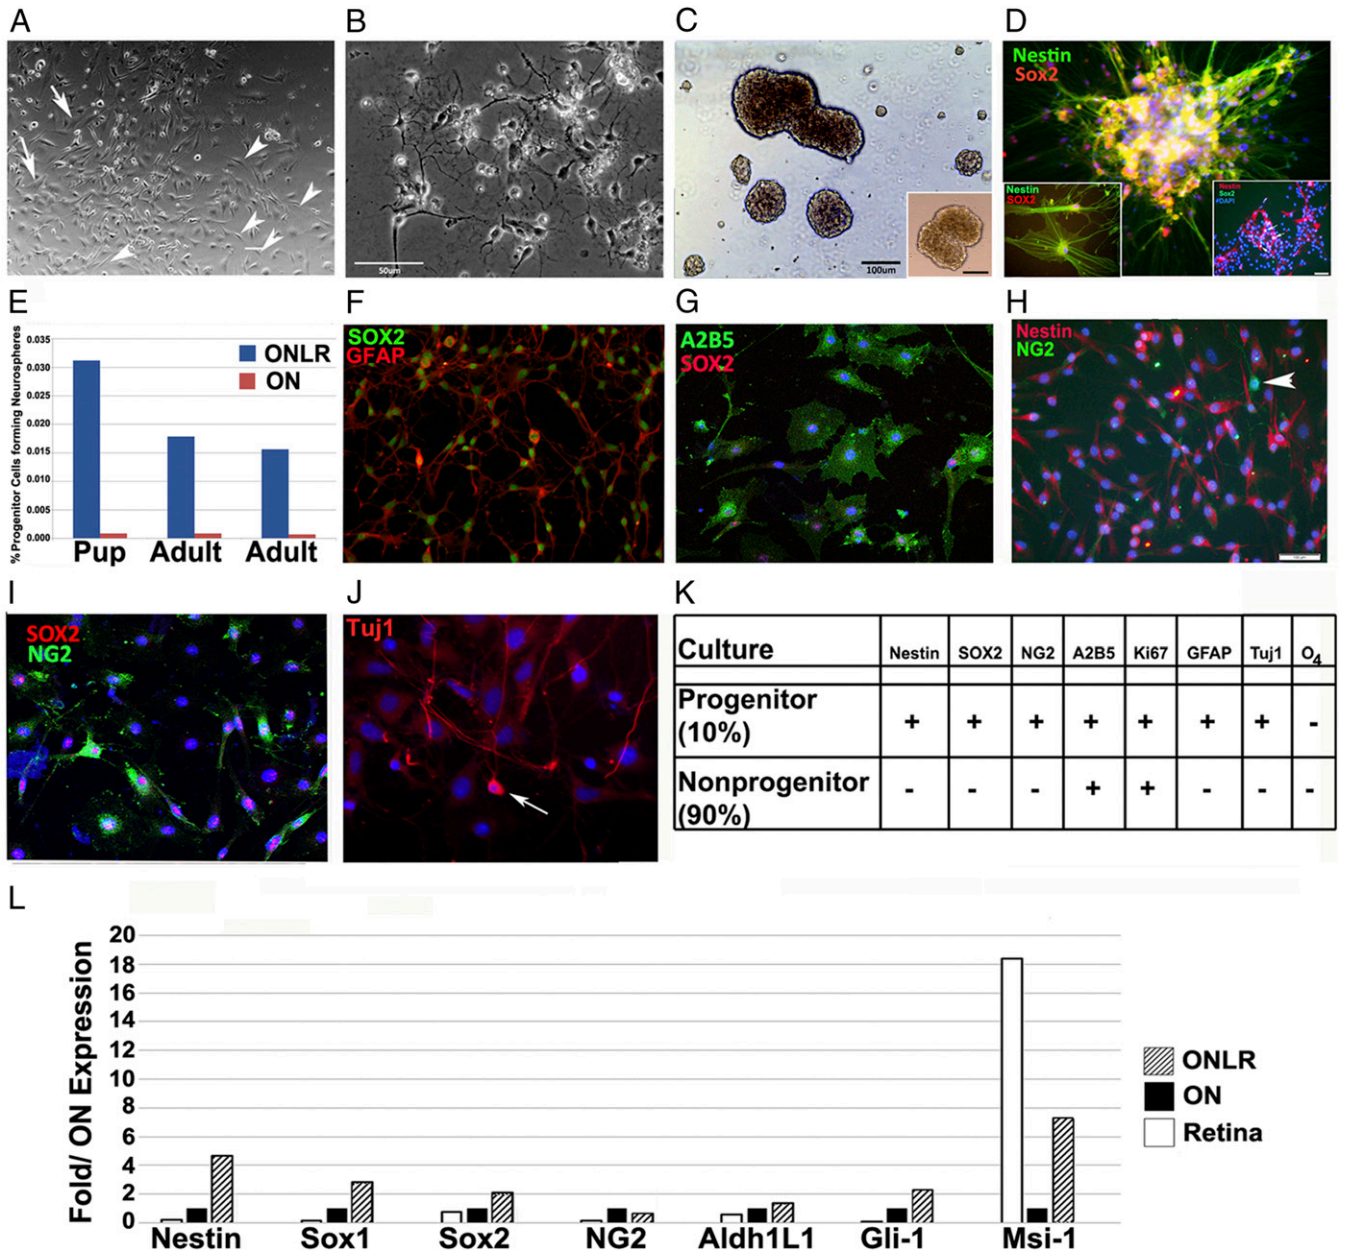 A
B
C
D
50um
100um
Nestin
Sox2
Nestin
SOX2
Nestin
Sox2
DAPI
E
F
G
H
% Progenitor Cells forming Neurospheres
0.035
0.030
0.025
0.020
0.015
0.010
0.005
0.000
ONLR
ON
Pup Adult Adult
SOX2
GFAP
A2B5
SOX2
Nestin
NG2
I
J
K
SOX2
NG2
Tuj1
Culture Nestin SOX2 NG2 A2B5 Ki67 GFAP Tuj1 O4
Progenitor
(10%) + + + + + + + -
Nonprogenitor
(90%) - - - + + - - -
L
Fold/ ON Expression
20
18
16
14
12
10
8
6
4
2
0
Nestin Sox1 Sox2 NG2 Aldh1L1 Gli-1 Msi-1
ONLR
ON
Retina